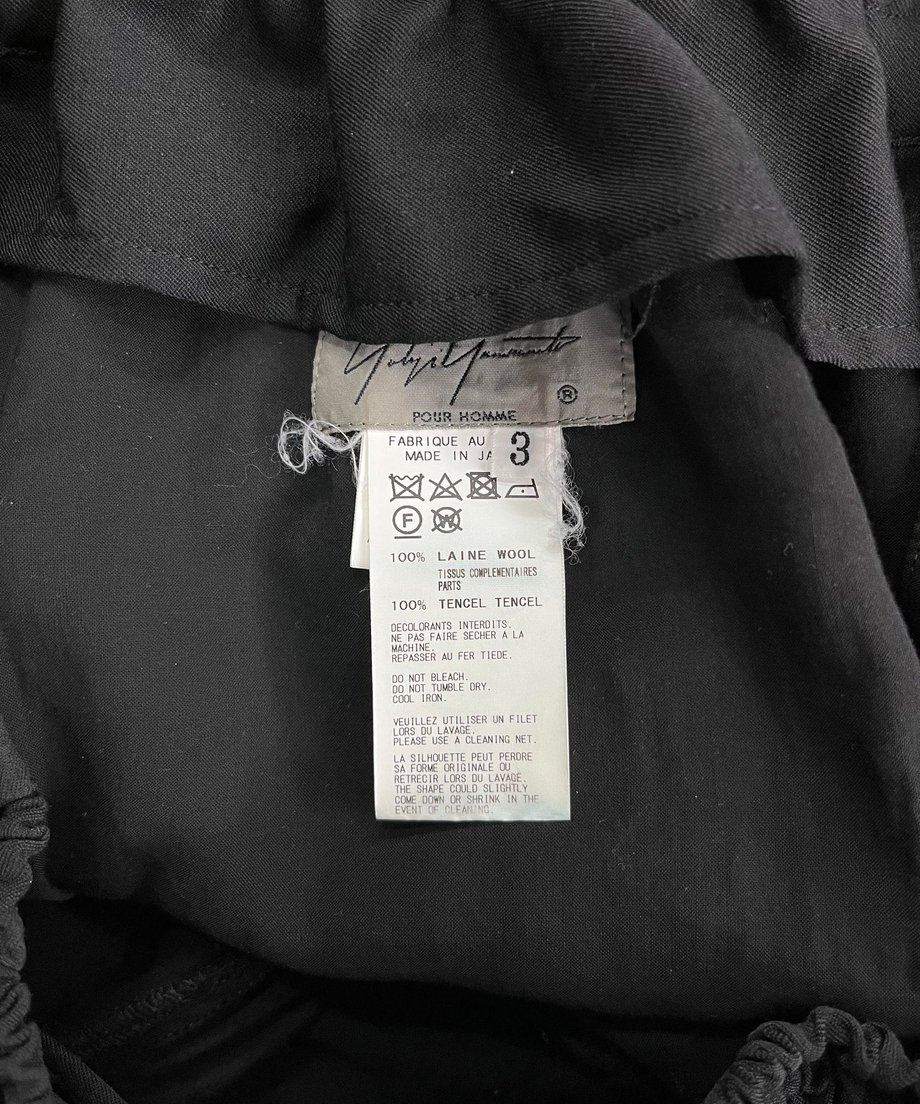 Yohji Yamamoto
®
POUR HOMME
FABRIQUE AU
MADE IN JA
3
F
W
100% LAINE WOOL
TISSUS COMPLEMENTAIRES
PARTS
100% TENCEL TENCEL
DECOLORANTS INTERDITS.
NE PAS FAIRE SECHER A LA
MACHINE.
REPASSER AU FER TIEDE.
DO NOT BLEACH.
DO NOT TUMBLE DRY.
COOL IRON.
VEUILLEZ UTILISER UN FILET
LORS DU LAVAGE.
PLEASE USE A CLEANING NET.
LA SILHOUETTE PEUT PERDRE
SA FORME ORIGINALE OU
RETRECIR LORS DU LAVAGE.
THE SHAPE COULD SLIGHTLY
COME DOWN OR SHRINK IN THE
EVENT OF CLEANING.